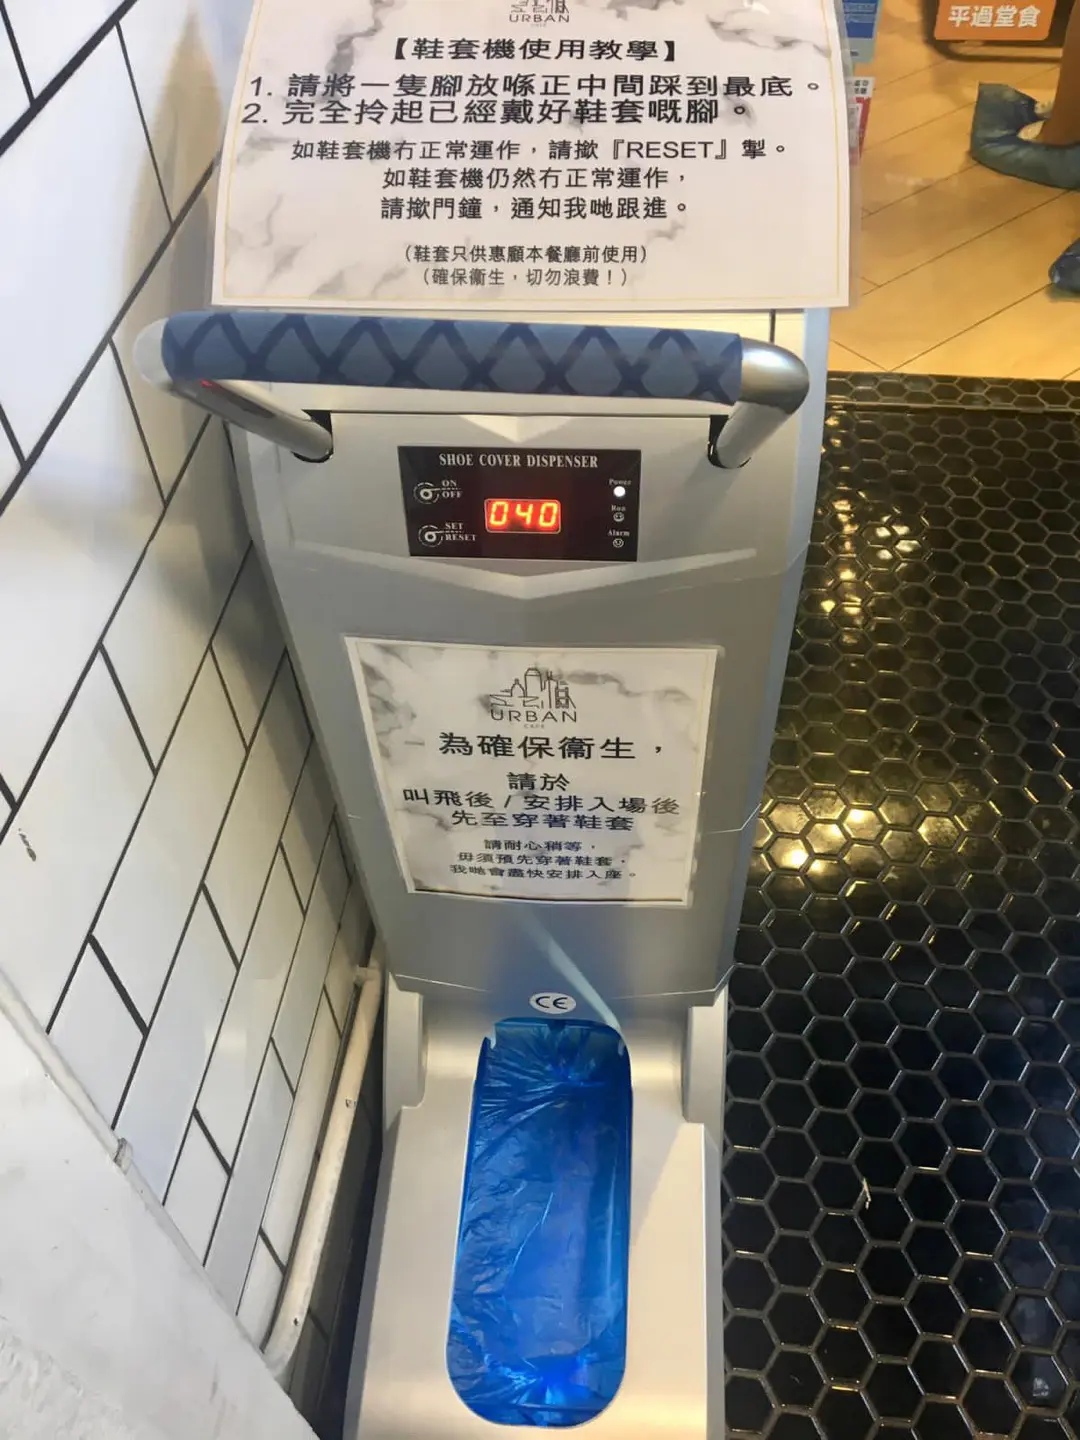 URBAN
平過堂食
【鞋套機使用教學】
1. 請將一隻腳放喺正中間踩到最底。
2. 完全拎起已經戴好鞋套嘅腳。
如鞋套機冇正常運作，請撳『RESET』掣。
如鞋套機仍然冇正常運作，
請撳門鐘，通知我哋跟進。
（鞋套只供惠顧本餐廳前使用）
（確保衞生，切勿浪費！）
SHOE COVER DISPENSER
ON
OFF
SET
RESET
040
Power
Run
Alarm
URBAN
CAFE
為確保衞生，
請於
叫飛後 / 安排入場後
先至穿著鞋套
請耐心稍等，
毋須預先穿著鞋套，
我哋會盡快安排入座。
CE